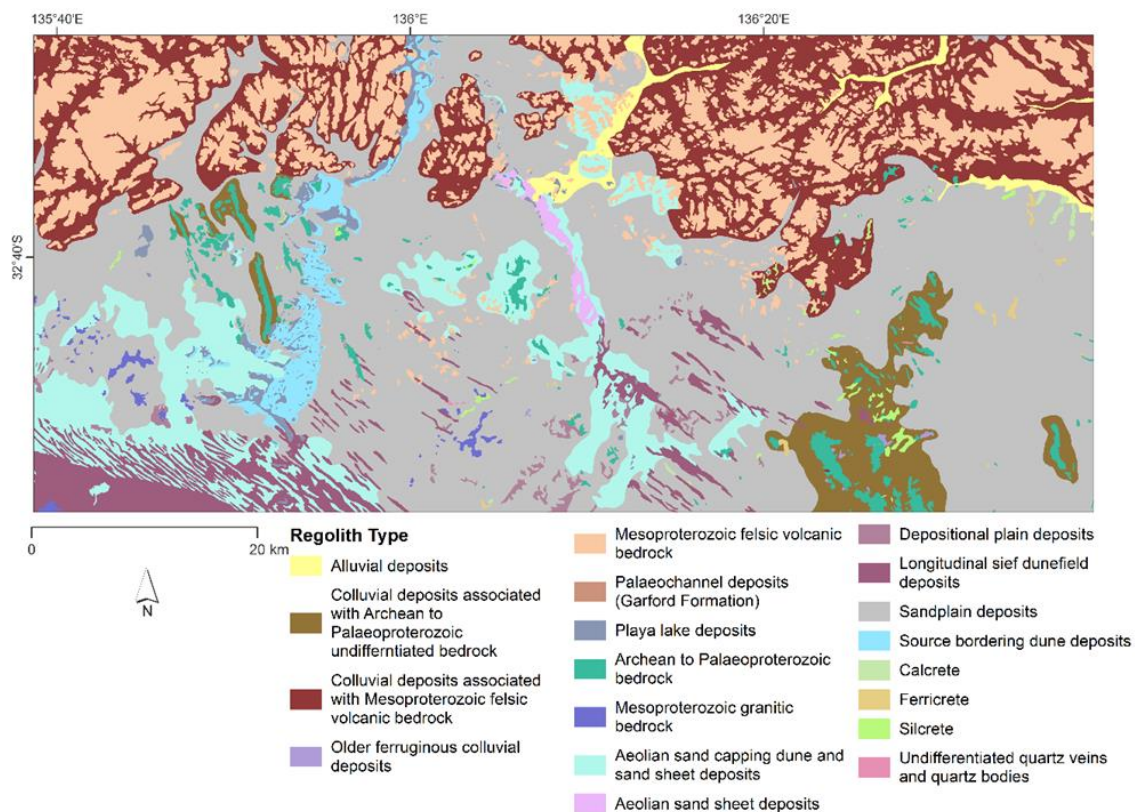 135°40'E
136°E
136°20'E
32°40'S
0
20 km
N
Regolith Type
Alluvial deposits
Colluvial deposits associated
with Archean to
Palaeoproterozoic
undifferntiated bedrock
Colluvial deposits associated
with Mesoproterozoic felsic
volcanic bedrock
Older ferruginous colluvial
deposits
Mesoproterozoic felsic volcanic
bedrock
Palaeochannel deposits
(Garford Formation)
Playa lake deposits
Archean to Palaeoproterozoic
bedrock
Mesoproterozoic granitic
bedrock
Aeolian sand capping dune and
sand sheet deposits
Aeolian sand sheet deposits
Depositional plain deposits
Longitudinal sief dunefield
deposits
Sandplain deposits
Source bordering dune deposits
Calcrete
Ferricrete
Silcrete
Undifferentiated quartz veins
and quartz bodies